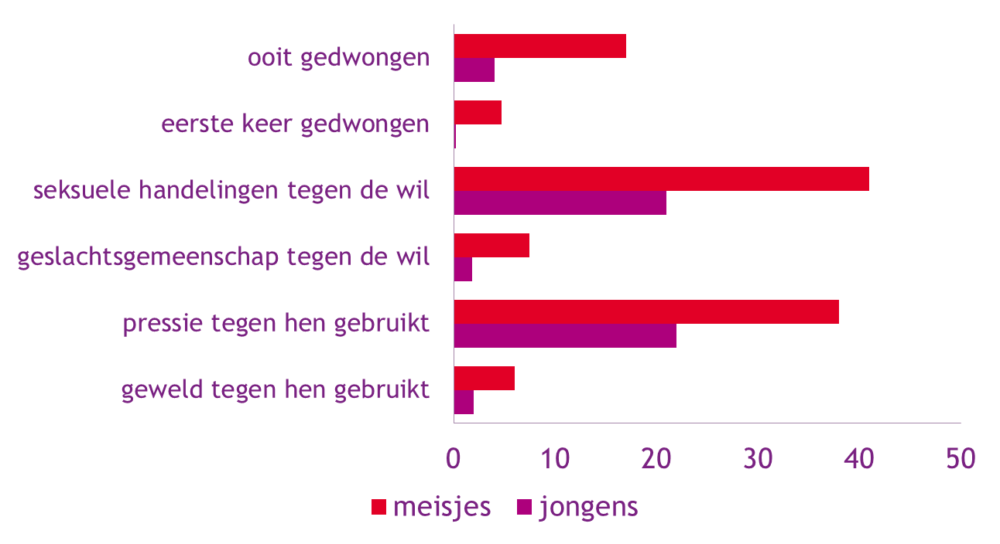 ooit gedwongen
eerste keer gedwongen
seksuele handelingen tegen de wil
geslachtsgemeenschap tegen de wil
pressie tegen hen gebruikt
geweld tegen hen gebruikt
0 10 20 30 40 50
meisjes jongens